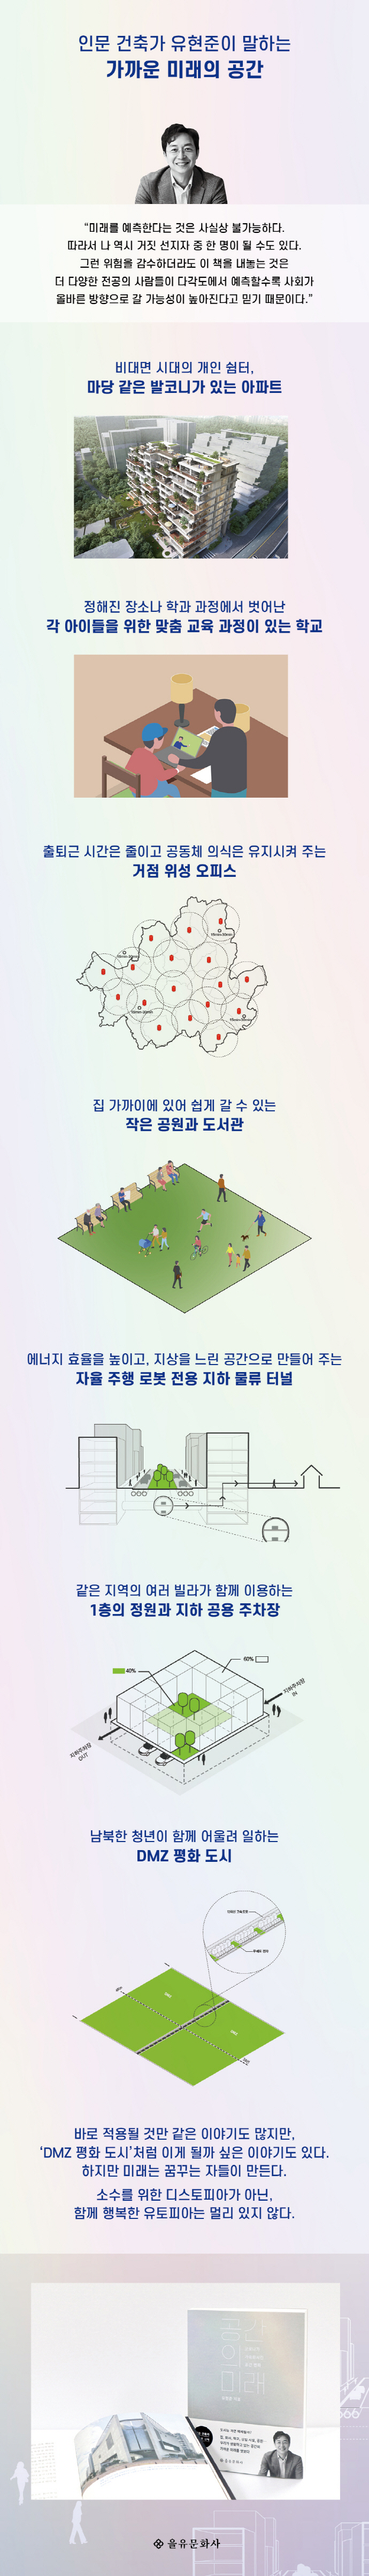 인문 건축가 유현준이 말하는
가까운 미래의 공간
“미래를 예측한다는 것은 사실상 불가능하다.
따라서 나 역시 거짓 선지자 중 한 명이 될 수도 있다.
그런 위험을 감수하더라도 이 책을 내놓는 것은
더 다양한 전공의 사람들이 다각도에서 예측할수록 사회가
올바른 방향으로 갈 가능성이 높아진다고 믿기 때문이다.”
비대면 시대의 개인 쉼터,
마당 같은 발코니가 있는 아파트
정해진 장소나 학과 과정에서 벗어난
각 아이들을 위한 맞춤 교육 과정이 있는 학교
출퇴근 시간은 줄이고 공동체 의식은 유지시켜 주는
거점 위성 오피스
집 가까이에 있어 쉽게 갈 수 있는
작은 공원과 도서관
에너지 효율을 높이고, 지상을 느린 공간으로 만들어 주는
자율 주행 로봇 전용 지하 물류 터널
같은 지역의 여러 빌라가 함께 이용하는
1층의 정원과 지하 공용 주차장
60%
40%
지하주차장
IN
지하주차장
OUT
남북한 청년이 함께 어울려 일하는
DMZ 평화 도시
바로 적용될 것만 같은 이야기도 많지만,
‘DMZ 평화 도시’처럼 이게 될까 싶은 이야기도 있다.
하지만 미래는 꿈꾸는 자들이 만든다.
소수를 위한 디스토피아가 아닌,
함께 행복한 유토피아는 멀리 있지 않다.
공간
의
미래
을유문화사